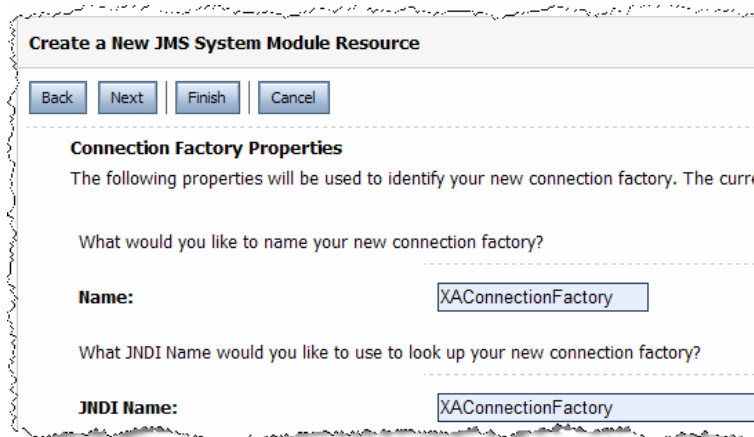 Create a New JMS System Module Resource
Back Next Finish Cancel
Connection Factory Properties
The following properties will be used to identify your new connection factory. The
What would you like to name your new connection factory?
Name: XAConnectionFactory
What JNDI Name would you like to use to look up your new connection factory?
JNDI Name: XAConnectionFactory